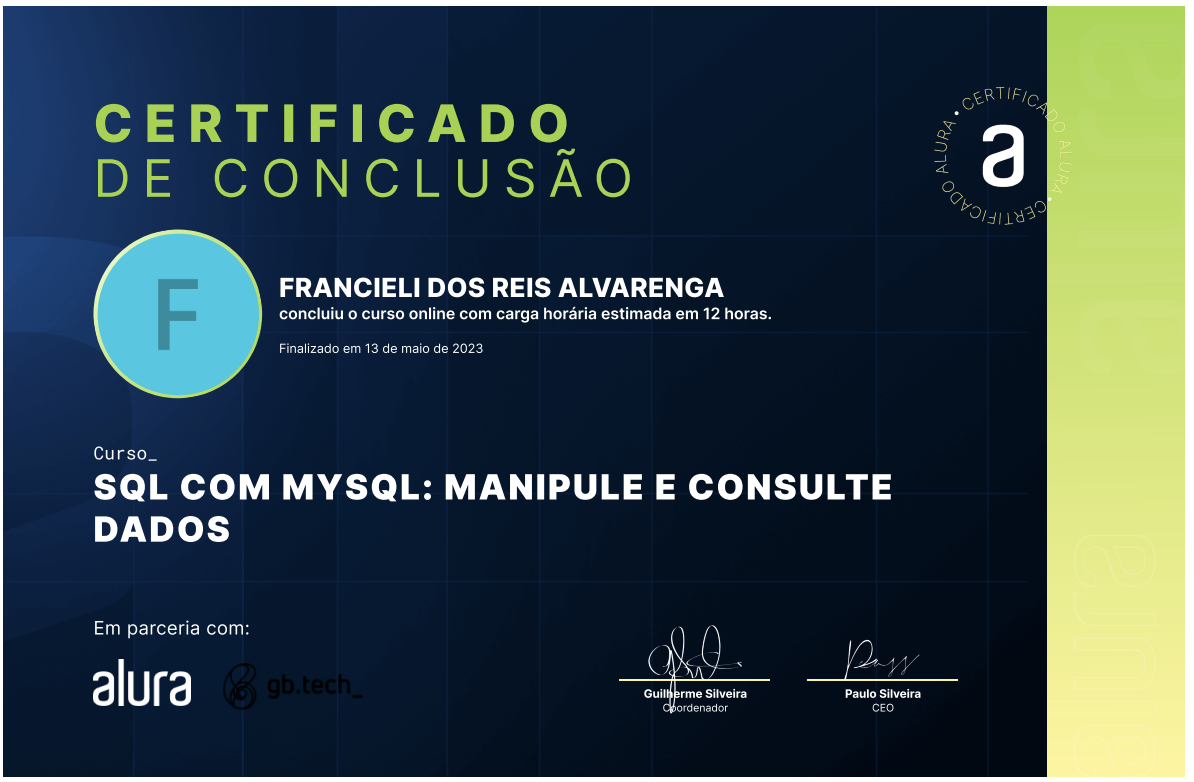 CERTIFICADO
DE CONCLUSÃO
CERTIFICADO ALURA • CERTIFICADO ALURA •
a
F
FRANCIELI DOS REIS ALVARENGA
concluiu o curso online com carga horária estimada em 12 horas.
Finalizado em 13 de maio de 2023
Curso_
SQL COM MYSQL: MANIPULE E CONSULTE
DADOS
Em parceria com:
alura
gb.tech_
Guilherme Silveira
Coordenador
Paulo Silveira
CEO
alura
alura